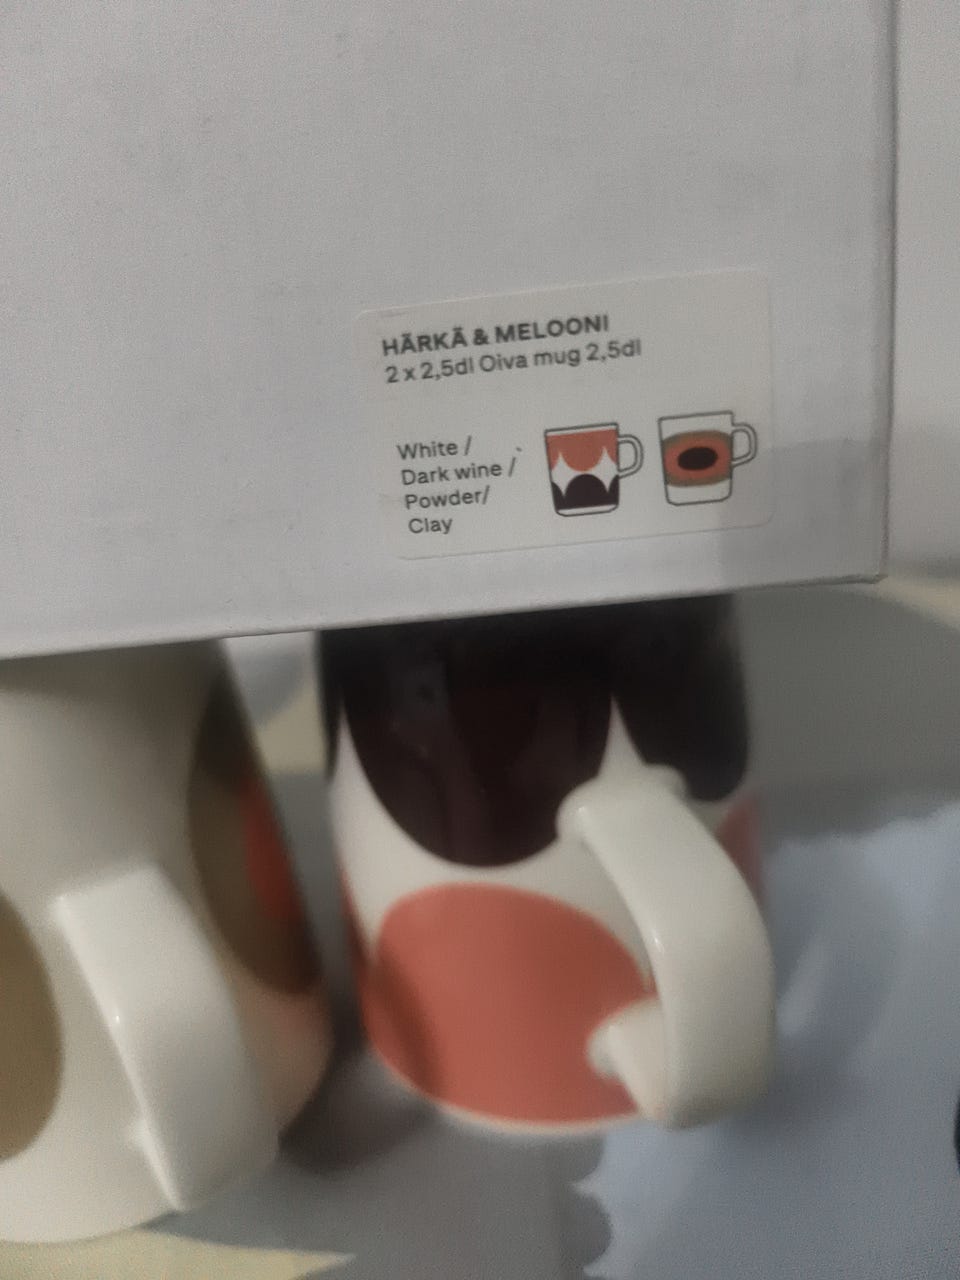 HÄRKÄ & MELOONI
2 x 2,5dl Oiva mug 2,5dl
White /
Dark wine /
Powder/
Clay